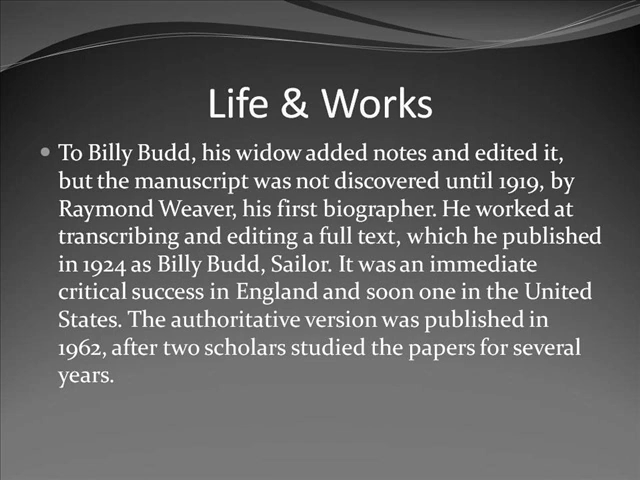 Life & Works
To Billy Budd, his widow added notes and edited it,
but the manuscript was not discovered until 1919, by
Raymond Weaver, his first biographer. He worked at
transcribing and editing a full text, which he published
in 1924 as Billy Budd, Sailor. It was an immediate
critical success in England and soon one in the United
States. The authoritative version was published in
1962, after two scholars studied the papers for several
years.